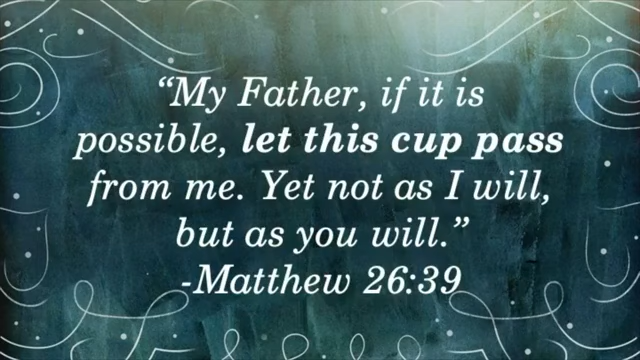 “My Father, if it is
possible, let this cup pass
from me. Yet not as I will,
but as you will.”
-Matthew 26:39